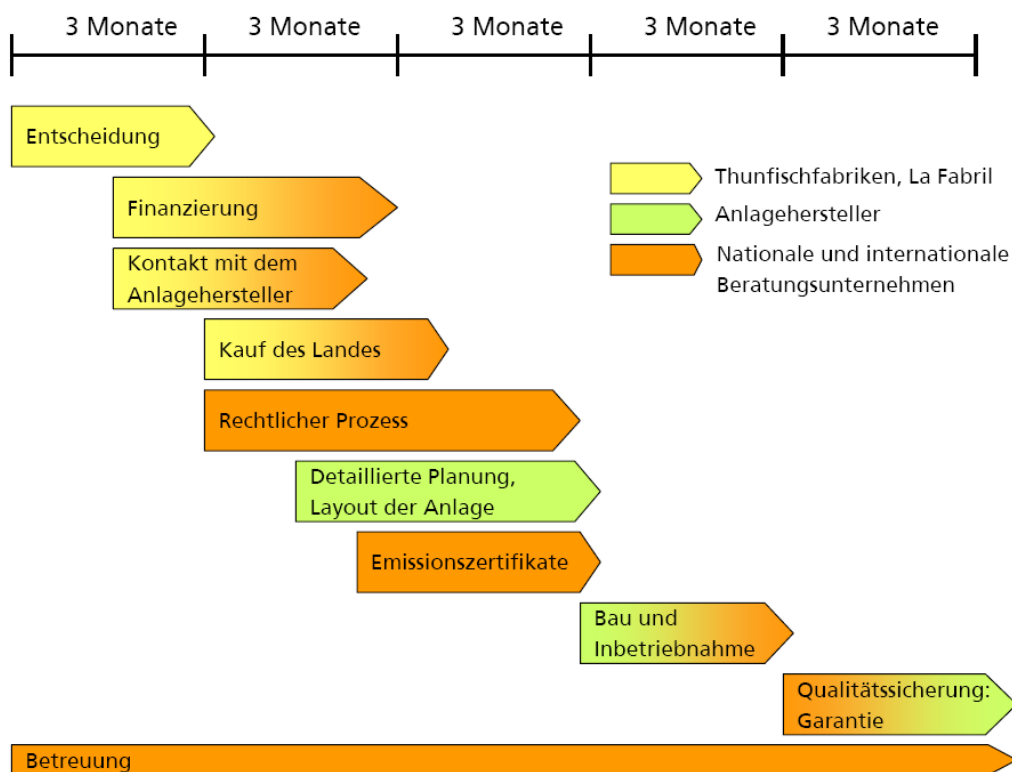 3 Monate 3 Monate 3 Monate 3 Monate 3 Monate
Entscheidung
Finanzierung
Kontakt mit dem
Anlagehersteller
Kauf des Landes
Rechtlicher Prozess
Detaillierte Planung,
Layout der Anlage
Emissionszertifikate
Bau und
Inbetriebnahme
Qualitätssicherung:
Garantie
Betreuung
Thunfischfabriken, La Fabril
Anlagehersteller
Nationale und internationale
Beratungsunternehmen